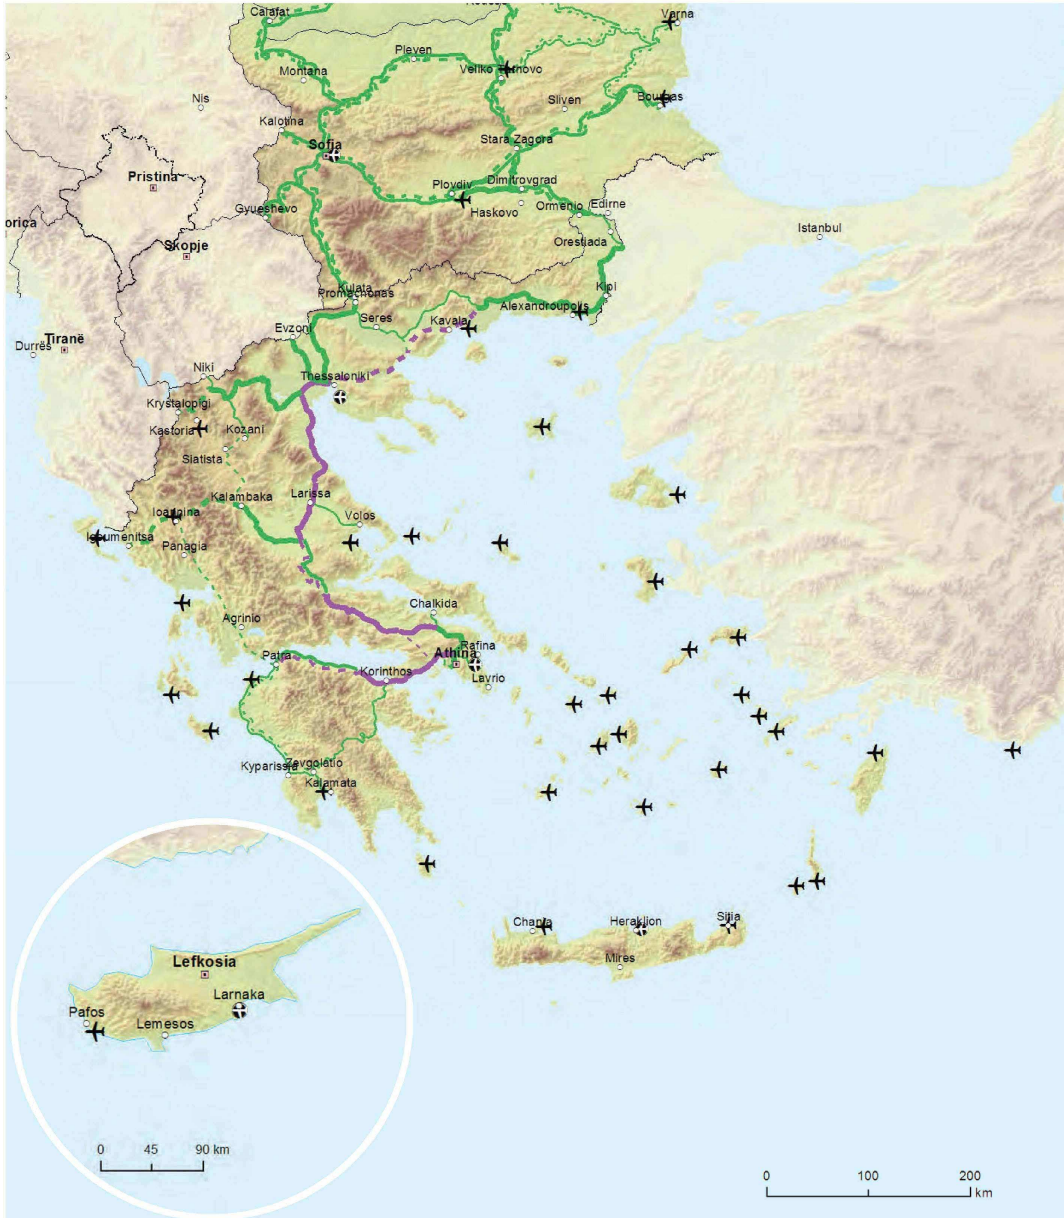 Calafat
Varna
Pleven
Veliko Tarnovo
Montana
Nis
Sliven
Bourgas
Kalotina
Sofia
Stara Zagora
Pristina
Plovdiv
Dimitrovgrad
Haskovo
Ormenio
Edirne
Gyueshevo
orica
Istanbul
Skopje
Orestiada
Kulata
Promachonas
Kipi
Alexandroupolis
Seres
Kavala
Evzoni
Tiranë
Durrës
Niki
Thessaloniki
Krystalopigi
Kastoria
Kozani
Siatista
Kalambaka
Larissa
Ioannina
Volos
Igoumenitsa
Panagia
Chalkida
Agrinio
Rafina
Patra
Athina
Korinthos
Lavrio
Kyparissia
Zevgolatio
Kalamata
Chania
Heraklion
Sitia
Mires
Lefkosia
Larnaka
Pafos
Lemesos
0 45 90 km
0 100 200
km